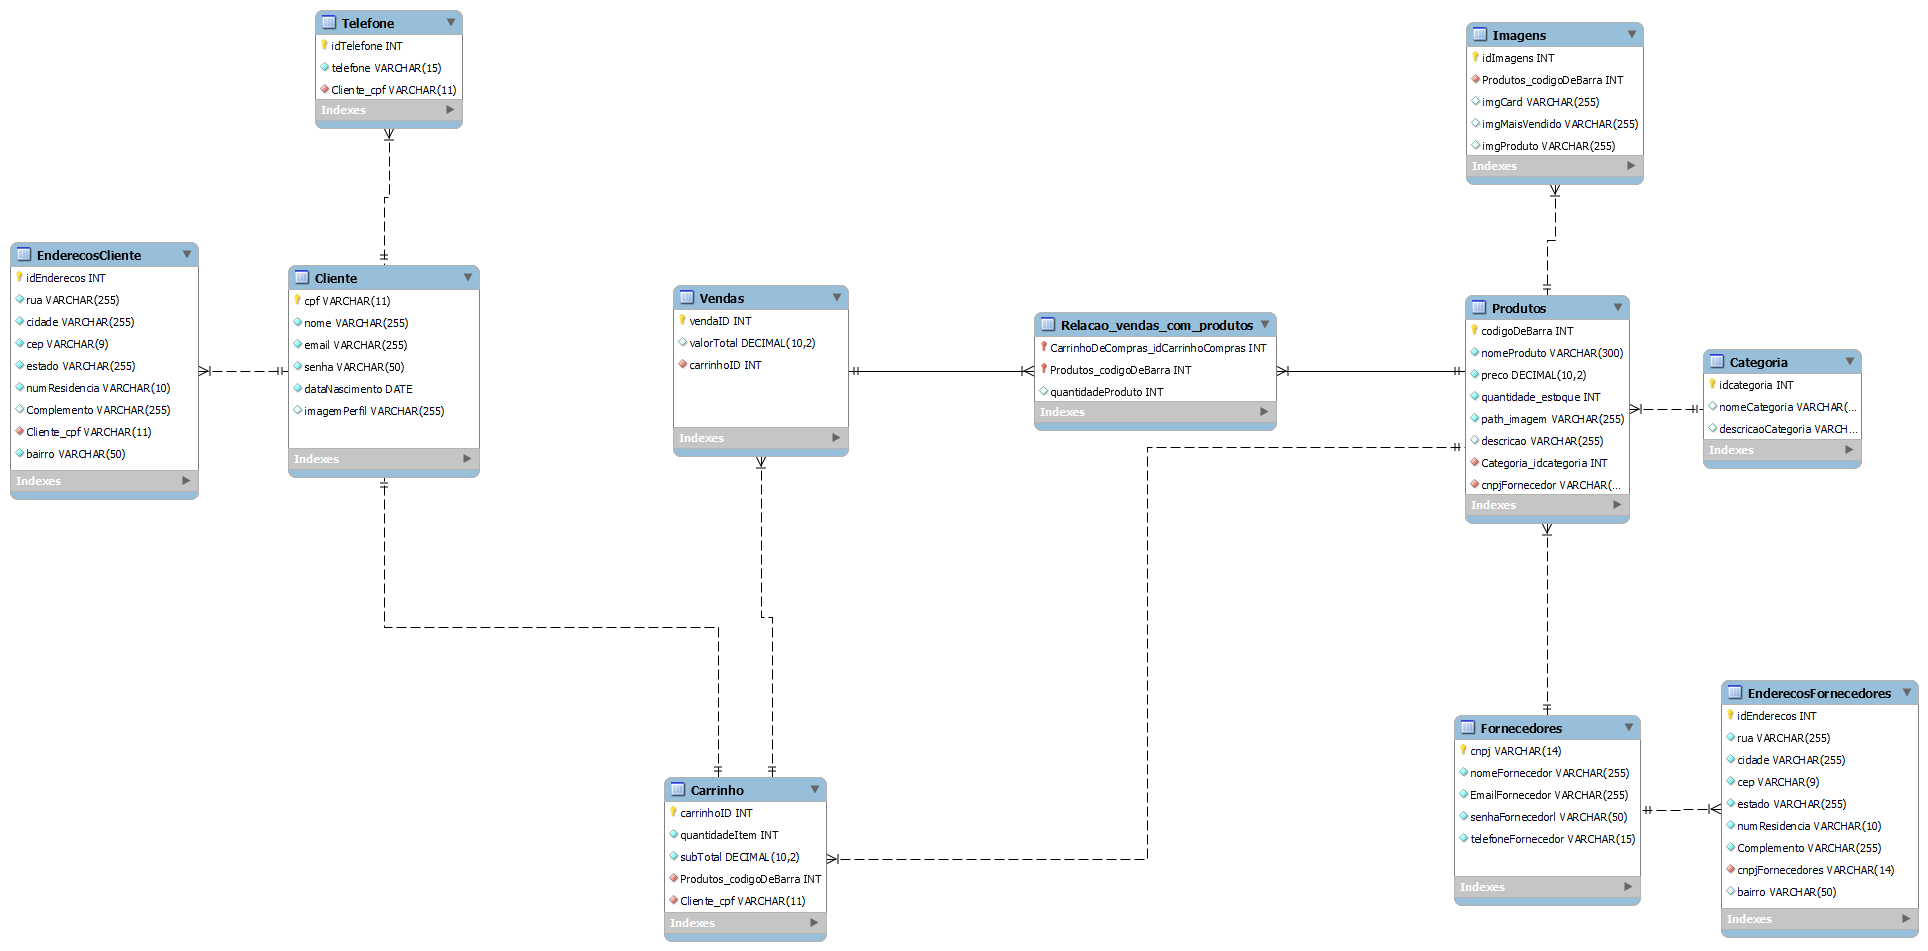 Telefone
idTelefone INT
telefone VARCHAR(15)
Cliente_cpf VARCHAR(11)
Indexes
Imagens
idImagens INT
Produtos_codigoDeBarra INT
imgCard VARCHAR(255)
imgMaisVendido VARCHAR(255)
imgProduto VARCHAR(255)
Indexes
EnderecosCliente
idEnderecos INT
rua VARCHAR(255)
cidade VARCHAR(255)
cep VARCHAR(9)
estado VARCHAR(255)
numResidencia VARCHAR(10)
Complemento VARCHAR(255)
Cliente_cpf VARCHAR(11)
bairro VARCHAR(50)
Indexes
Cliente
cpf VARCHAR(11)
nome VARCHAR(255)
email VARCHAR(255)
senha VARCHAR(50)
dataNascimento DATE
imagemPerfil VARCHAR(255)
Indexes
Vendas
vendaID INT
valorTotal DECIMAL(10,2)
carrinhoID INT
Indexes
Relacao_vendas_com_produtos
CarrinhoDeCompras_idCarrinhoCompras INT
Produtos_codigoDeBarra INT
quantidadeProduto INT
Indexes
Produtos
codigoDeBarra INT
nomeProduto VARCHAR(300)
preco DECIMAL(10,2)
quantidade_estoque INT
path_imagem VARCHAR(255)
descricao VARCHAR(255)
Categoria_idcategoria INT
cnpjFornecedor VARCHAR(...
Indexes
Categoria
idcategoria INT
nomeCategoria VARCHAR(...
descricaoCategoria VARCH...
Indexes
Carrinho
carrinhoID INT
quantidadeItem INT
subTotal DECIMAL(10,2)
Produtos_codigoDeBarra INT
Cliente_cpf VARCHAR(11)
Indexes
Fornecedores
cnpj VARCHAR(14)
nomeFornecedor VARCHAR(255)
EmailFornecedor VARCHAR(255)
senhaFornecedorl VARCHAR(50)
telefoneFornecedor VARCHAR(15)
Indexes
EnderecosFornecedores
idEnderecos INT
rua VARCHAR(255)
cidade VARCHAR(255)
cep VARCHAR(9)
estado VARCHAR(255)
numResidencia VARCHAR(10)
Complemento VARCHAR(255)
cnpjFornecedores VARCHAR(14)
bairro VARCHAR(50)
Indexes